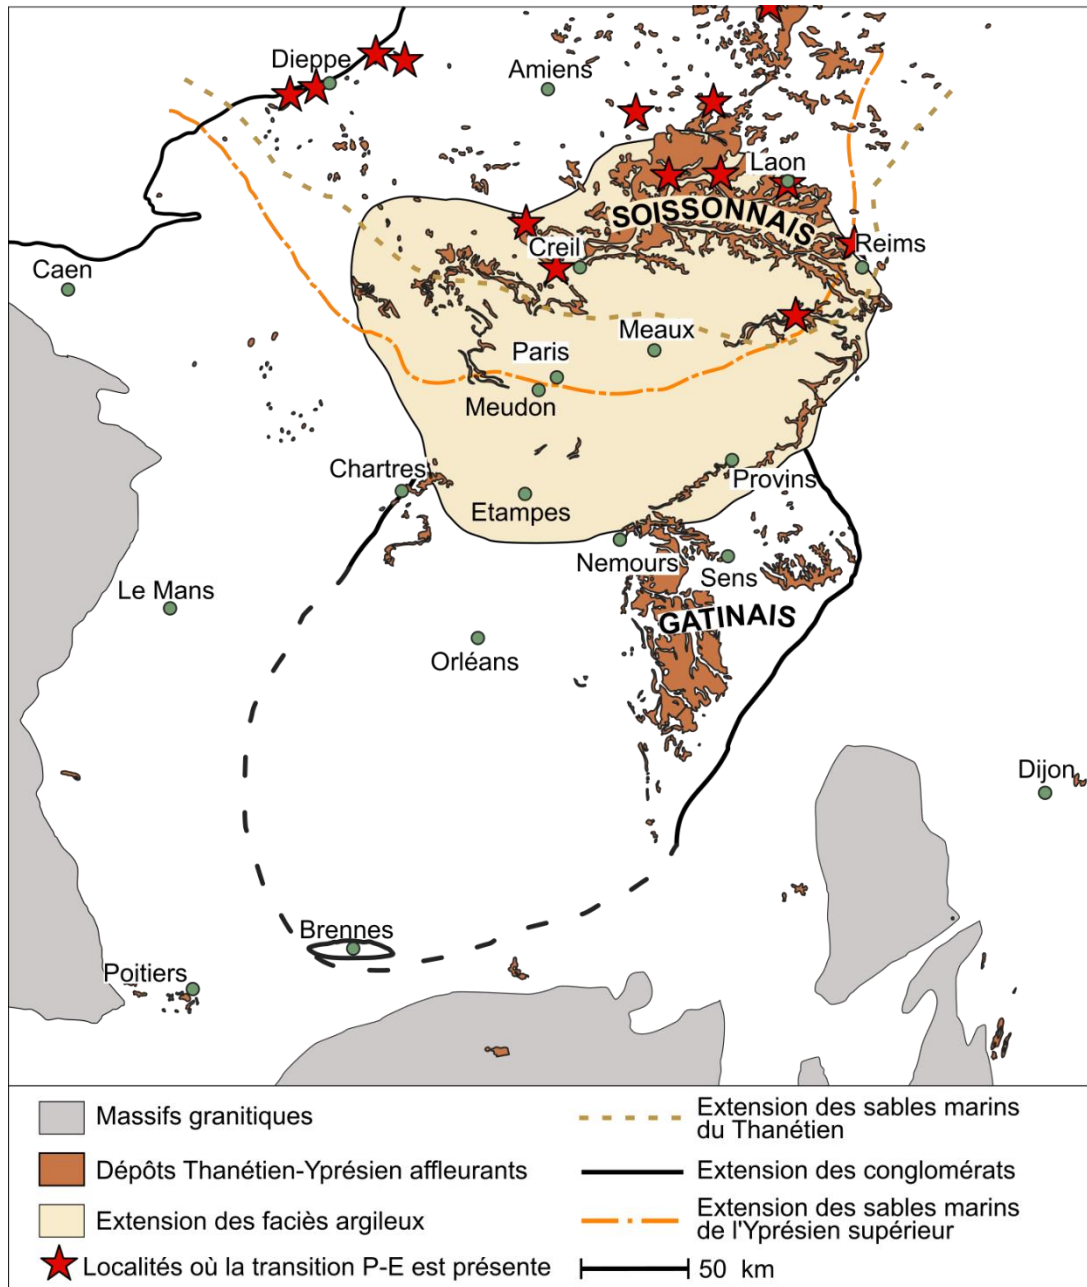 Dieppe
Amiens
Laon
SOISSONNAIS
Creil
Reims
Caen
Meaux
Paris
Meudon
Chartres
Provins
Etampes
Nemours
Sens
Le Mans
GATINAIS
Orléans
Dijon
Brennes
Poitiers
Massifs granitiques
Dépôts Thanétien-Yprésien affleurants
Extension des faciès argileux
Localités où la transition P-E est présente
Extension des sables marins
du Thanétien
Extension des conglomérats
Extension des sables marins
de l'Yprésien supérieur
50 km